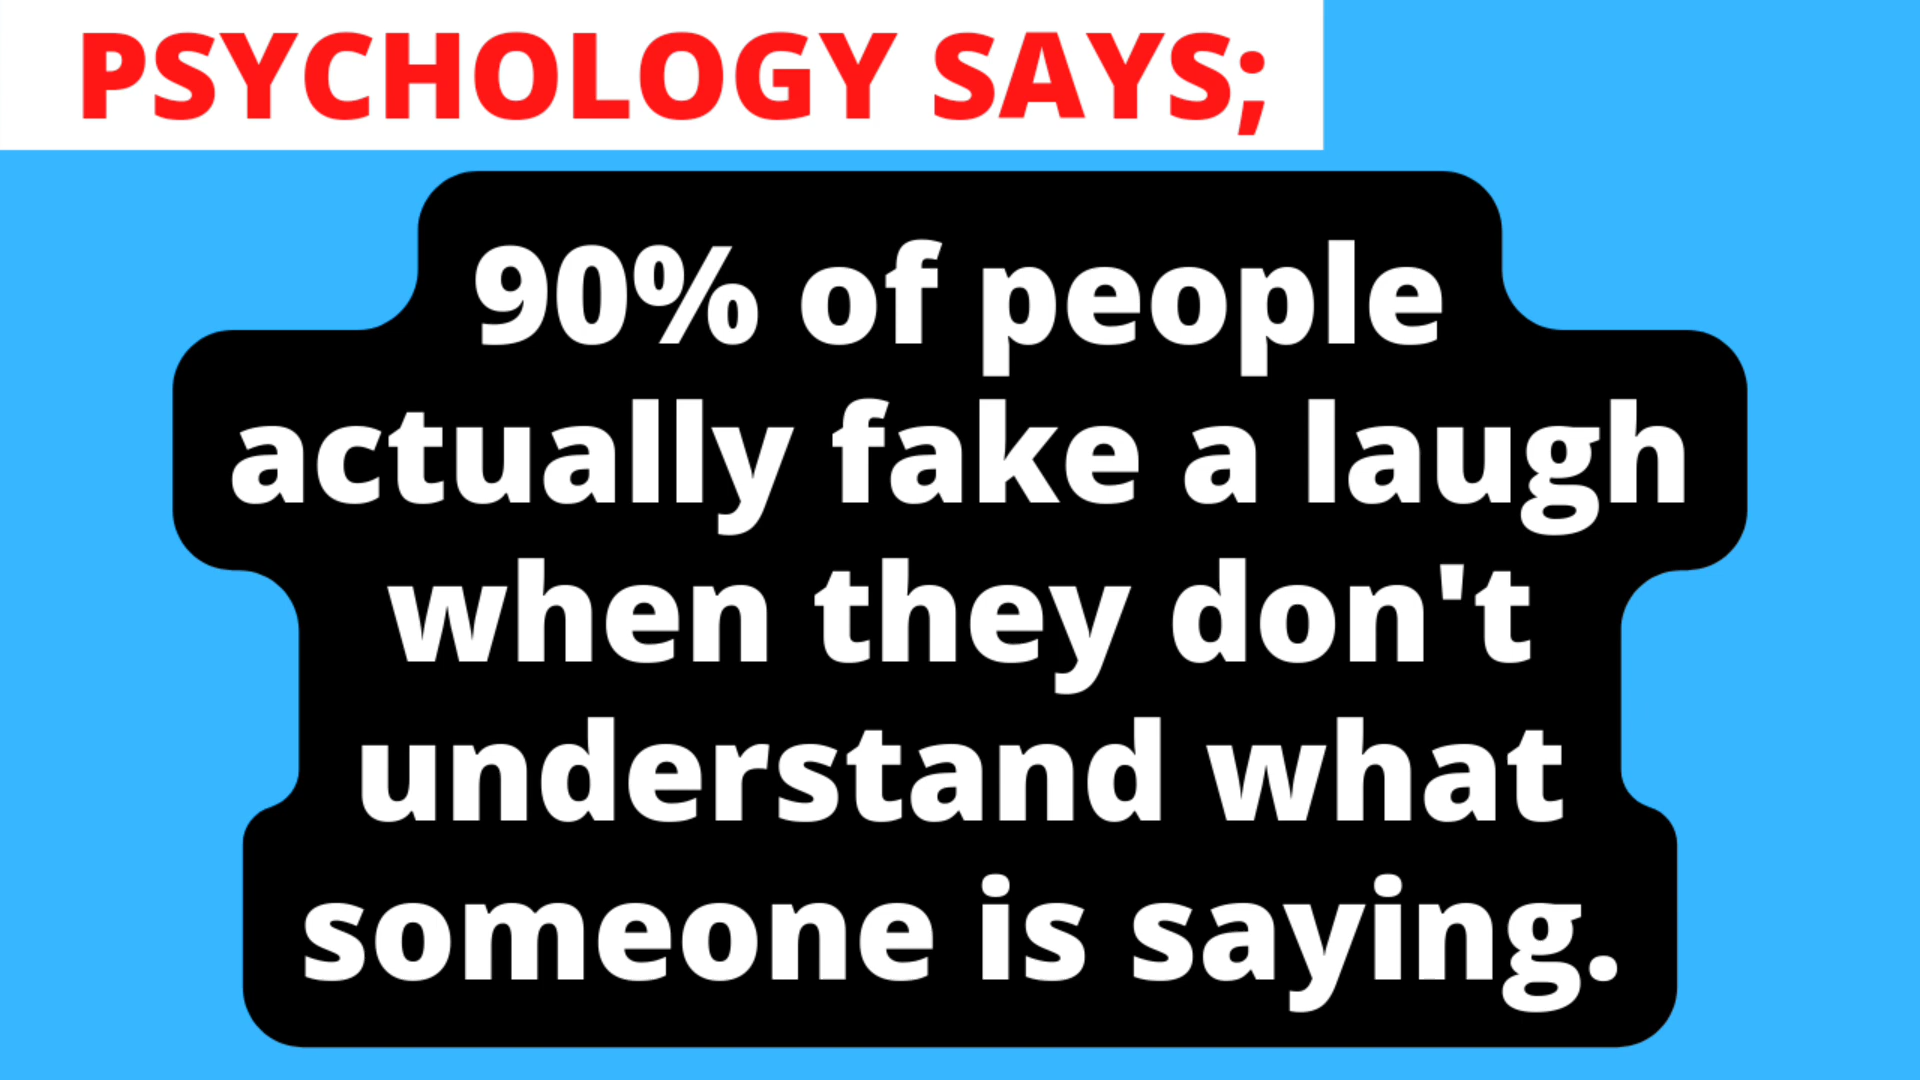 PSYCHOLOGY SAYS;
90% of people
actually fake a laugh
when they don't
understand what
someone is saying.